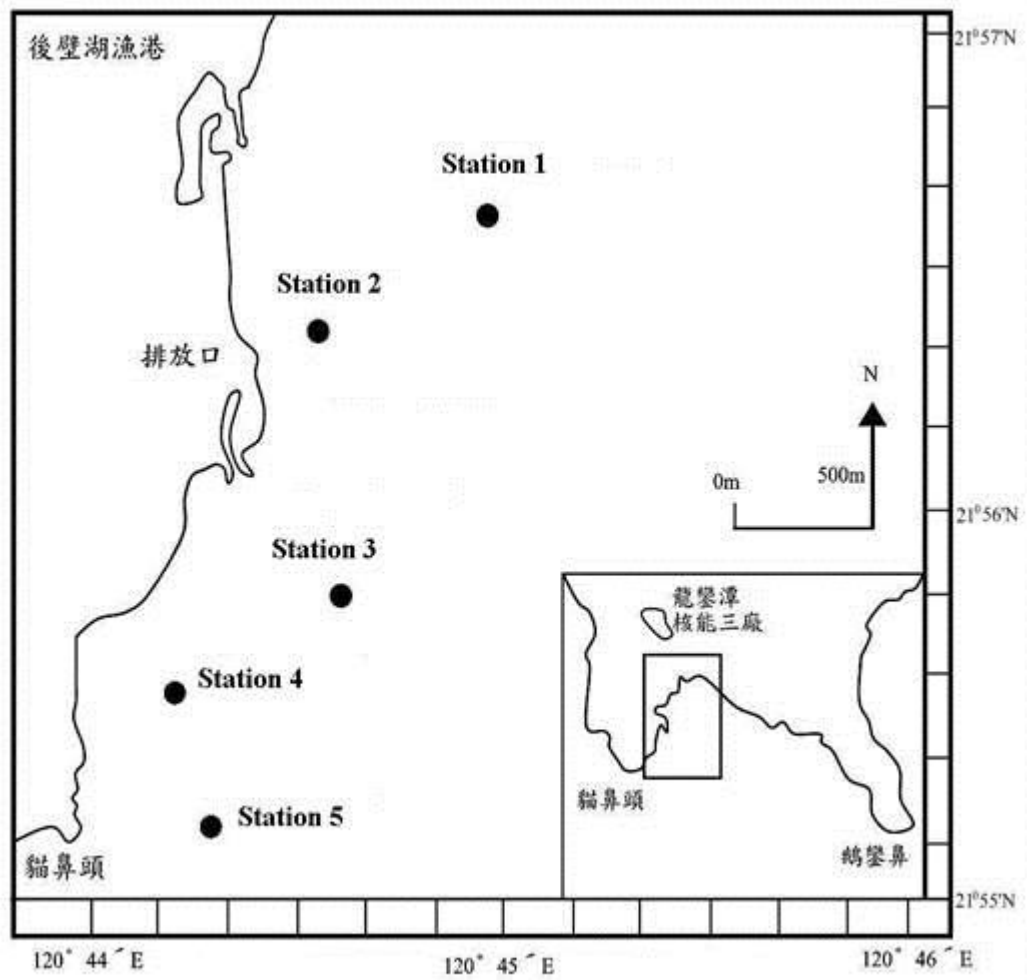 後壁湖漁港
21°57'N
Station 1
Station 2
排放口
N
0m
500m
21°56'N
Station 3
龍鑾潭
核能三廠
Station 4
貓鼻頭
Station 5
貓鼻頭
鵝鑾鼻
21°55'N
120° 44´ E
120° 45´ E
120° 46´ E